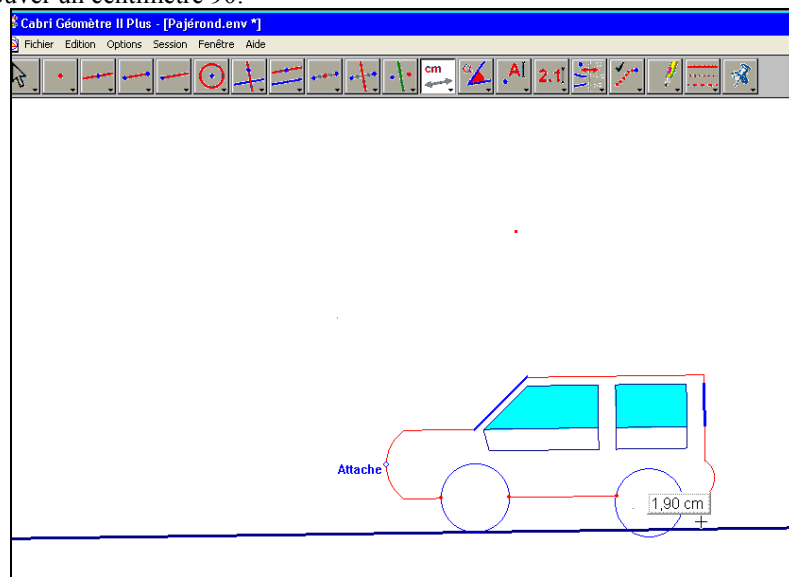 Cabri Géomètre II Plus - [Pajérond.env *]
Fichier Edition Options Session Fenêtre Aide
cm
A
2.1
Attache
1,90 cm